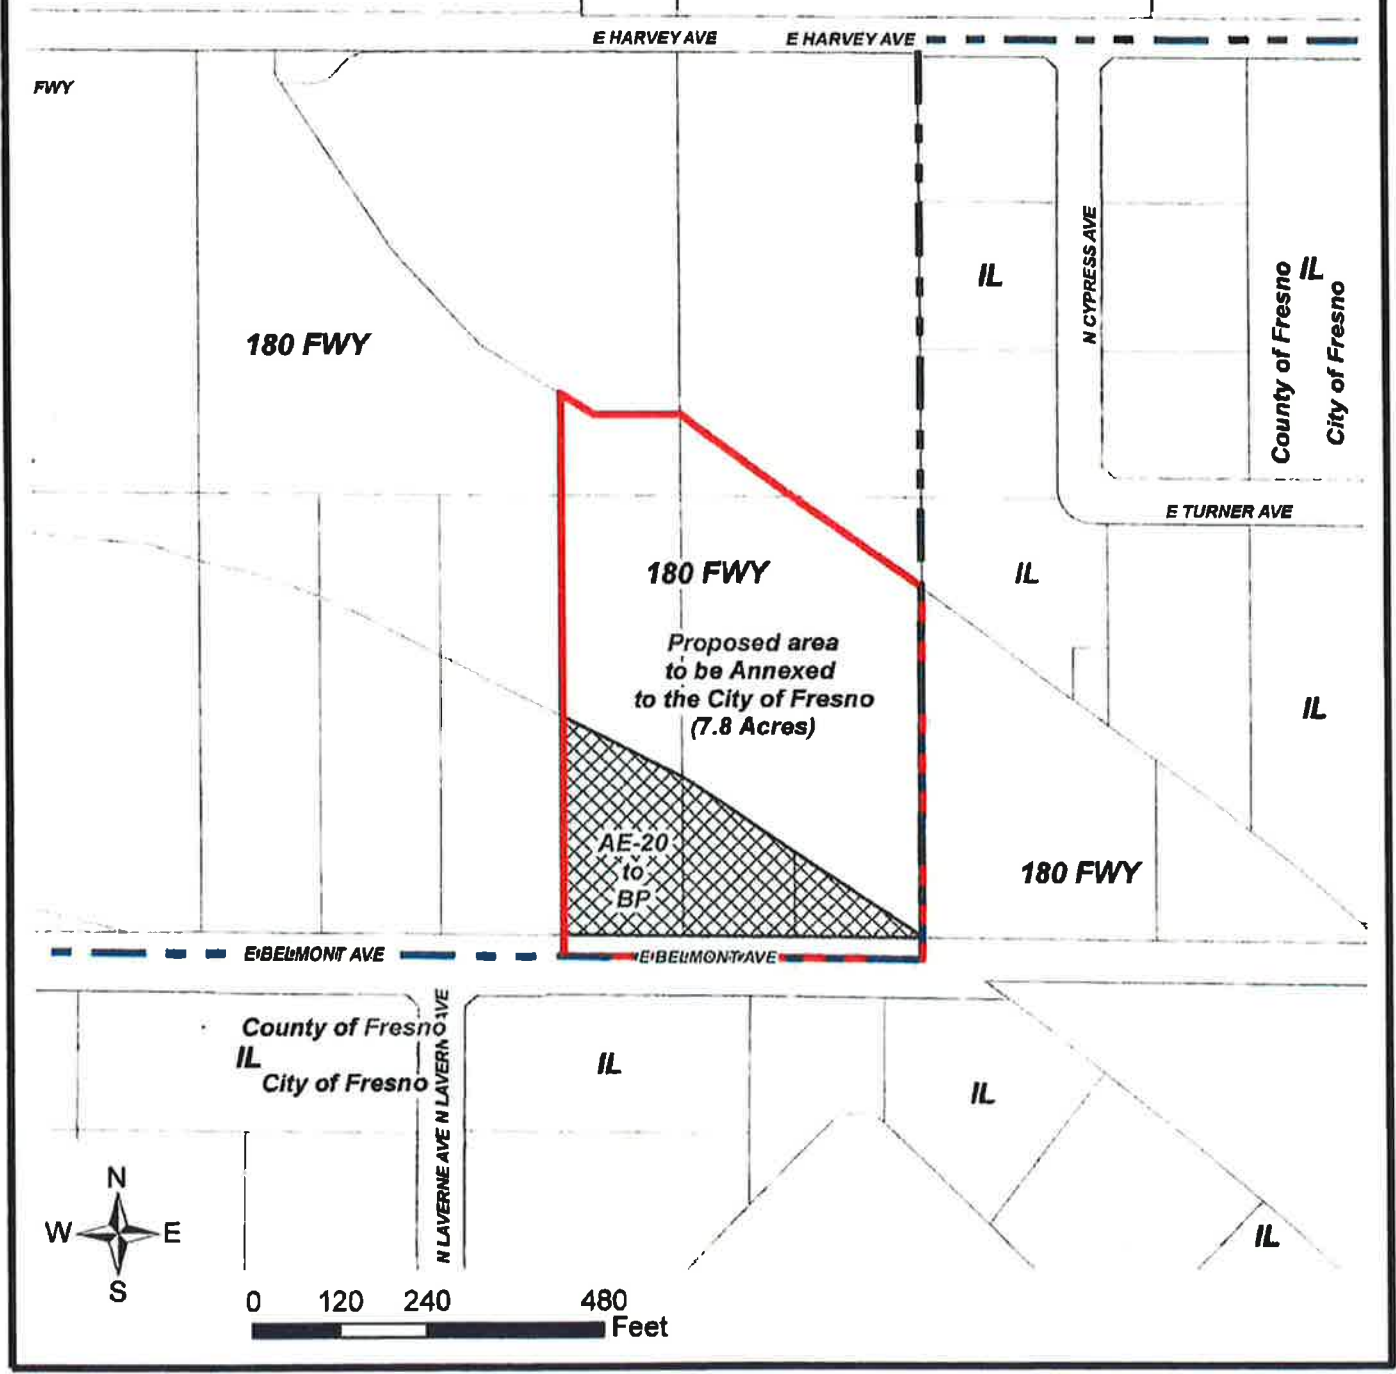 E HARVEY AVE
E HARVEY AVE
FWY
IL
N CYPRESS AVE
IL
County of Fresno
City of Fresno
180 FWY
E TURNER AVE
180 FWY
IL
Proposed area
to be Annexed
to the City of Fresno
(7.8 Acres)
IL
AE-20
to
BP
180 FWY
E BELMONT AVE
E BELMONT AVE
County of Fresno
IL
City of Fresno
N LAVERNE AVE N LAVERN AVE
IL
IL
IL
N
W
E
S
0 120 240 480
Feet